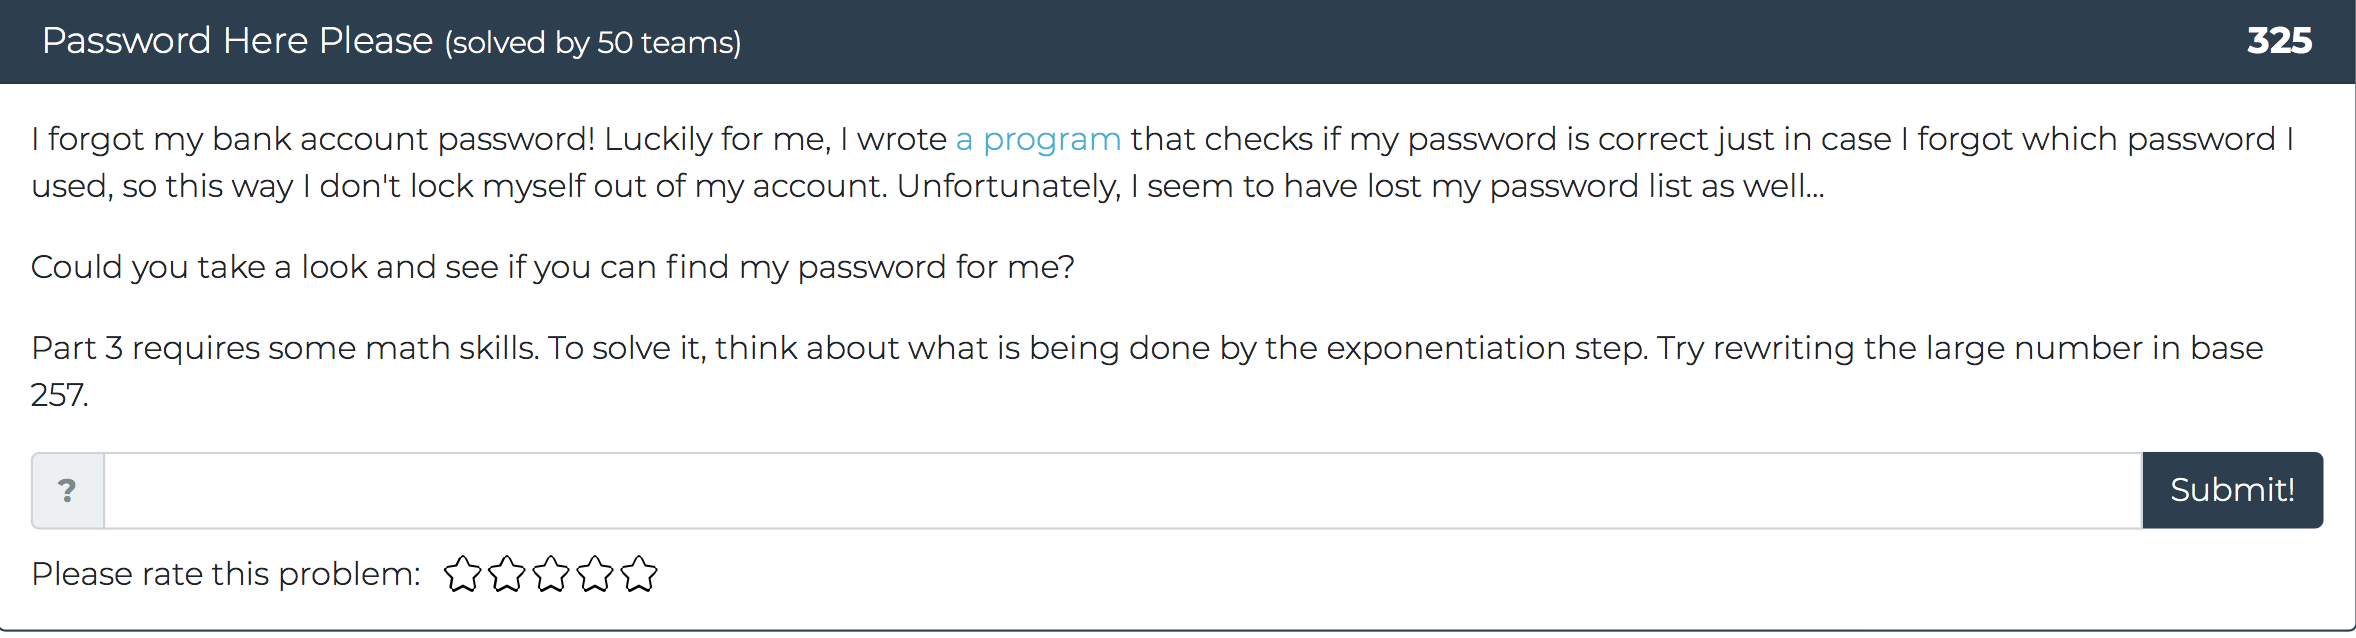 Password Here Please (solved by 50 teams) 325
I forgot my bank account password! Luckily for me, I wrote a program that checks if my password is correct just in case I forgot which password I
used, so this way I don't lock myself out of my account. Unfortunately, I seem to have lost my password list as well...
Could you take a look and see if you can find my password for me?
Part 3 requires some math skills. To solve it, think about what is being done by the exponentiation step. Try rewriting the large number in base
257.
? Submit!
Please rate this problem: